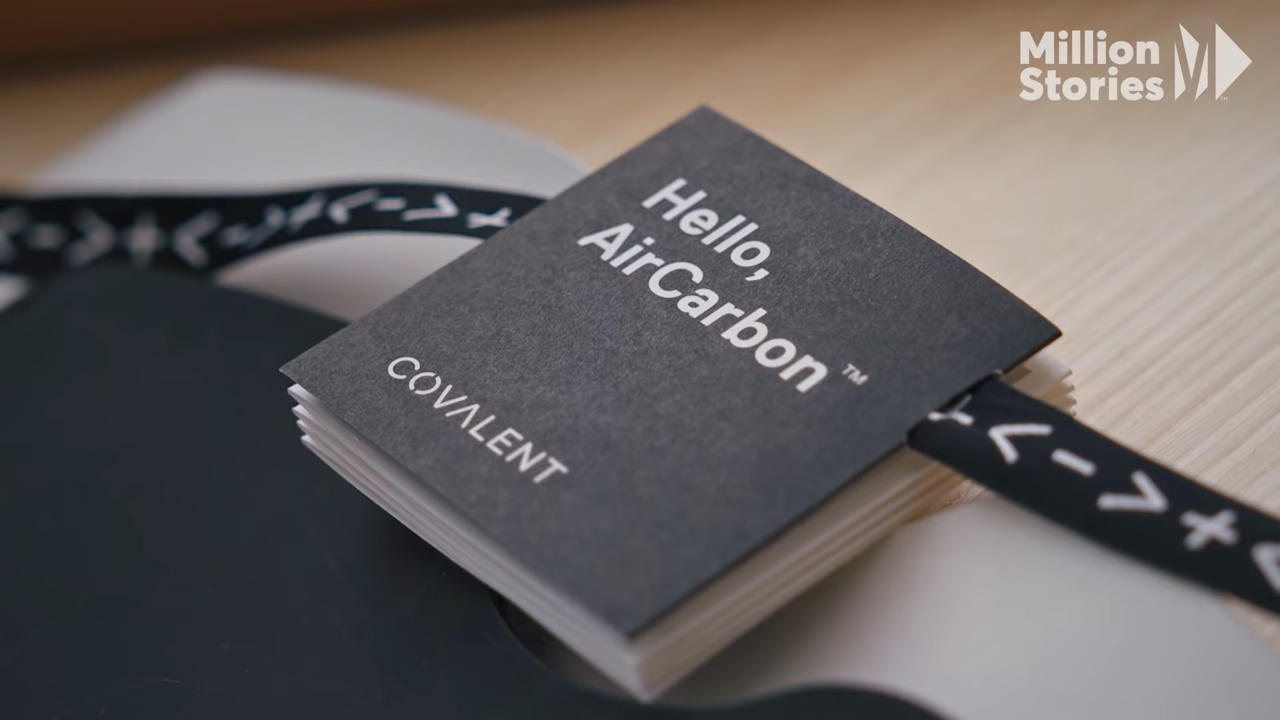 Million
Stories
Hello,
AirCarbon™
COVALENT
<->+
<->+